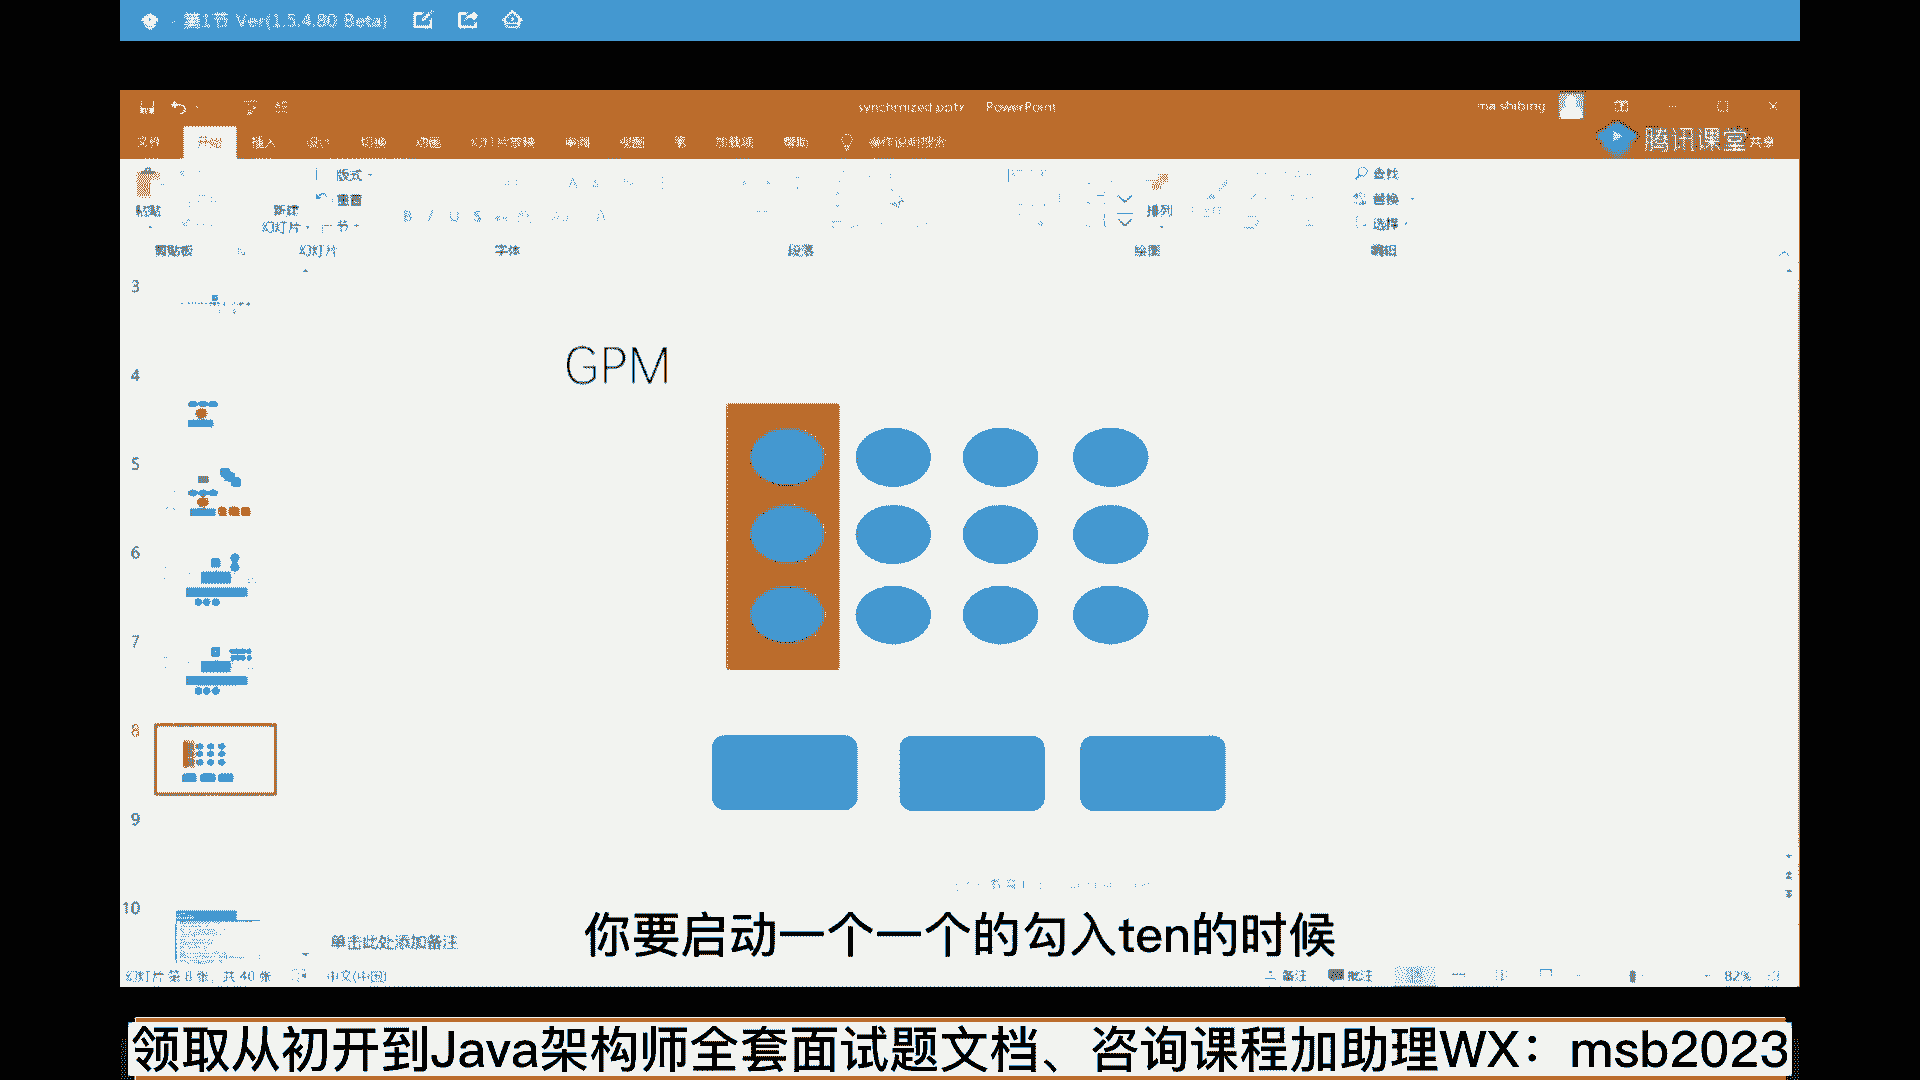 第1节 Ver(1.5.4.80 Beta)
synchrnized.pptx - PowerPoint
ma shibing
文件 开始 插入 设计 切换 动画 幻灯片放映 审阅 视图 加载项 帮助 操作说明搜索
腾讯课堂 共享
版式
重置
粘贴
新建
幻灯片
节
排列
查找
替换
选择
剪贴板 幻灯片 字体 段落 绘图 编辑
3
4
5
6
7
8
9
10
GPM
单击此处添加备注
你要启动一个一个的勾入ten的时候
幻灯片 第 8 张，共 40 张 中文(中国) 备注 批注 82%
领取从初开到Java架构师全套面试题文档、咨询课程加助理WX：msb2023